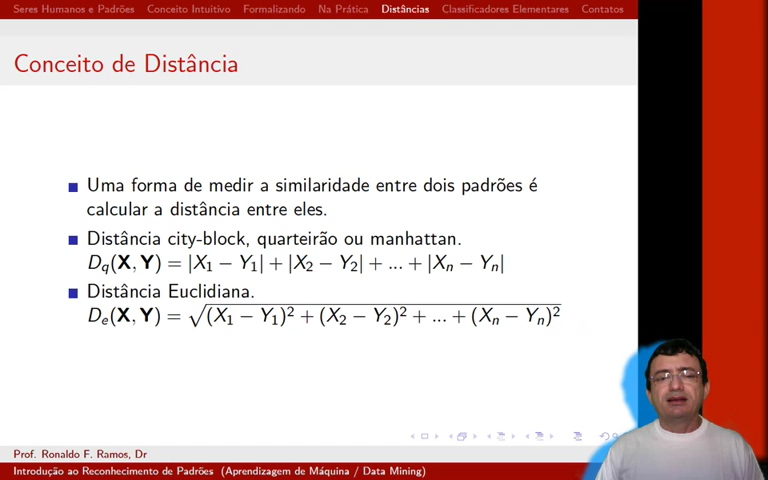 Seres Humanos e Padrões Conceito Intuitivo Formalizando Na Prática Distâncias Classificadores Elementares Contatos
Conceito de Distância
Uma forma de medir a similaridade entre dois padrões é
calcular a distância entre eles.
Distância city-block, quarteirão ou manhattan.
D_q(X, Y) = |X_1 − Y_1| + |X_2 − Y_2| + ... + |X_n − Y_n|
Distância Euclidiana.
D_e(X, Y) = √((X_1 − Y_1)² + (X_2 − Y_2)² + ... + (X_n − Y_n)²)
Prof. Ronaldo F. Ramos, Dr
Introdução ao Reconhecimento de Padrões (Aprendizagem de Máquina / Data Mining)